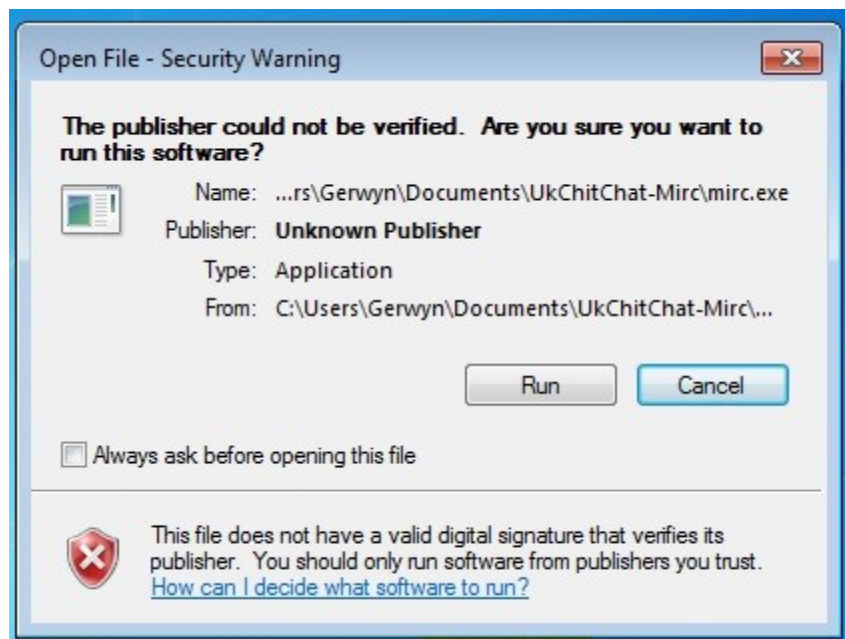 Open File - Security Warning
The publisher could not be verified.  Are you sure you want to
run this software?
Name: ...rs\Gerwyn\Documents\UkChitChat-Mirc\mirc.exe
Publisher: Unknown Publisher
Type: Application
From: C:\Users\Gerwyn\Documents\UkChitChat-Mirc\...
Run Cancel
Always ask before opening this file
This file does not have a valid digital signature that verifies its
publisher.  You should only run software from publishers you trust.
How can I decide what software to run?